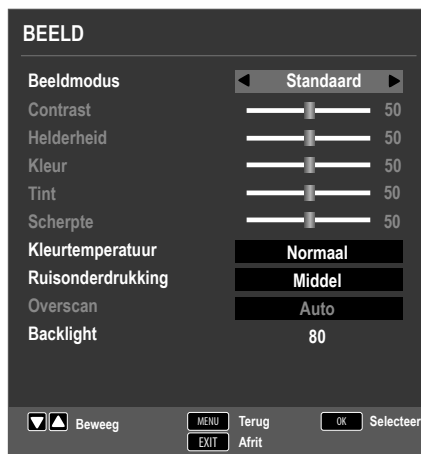 BEELD
Beeldmodus Standaard
Contrast 50
Helderheid 50
Kleur 50
Tint 50
Scherpte 50
Kleurtemperatuur Normaal
Ruisonderdrukking Middel
Overscan Auto
Backlight 80
Beweeg MENU Terug OK Selecteer
EXIT Afrit